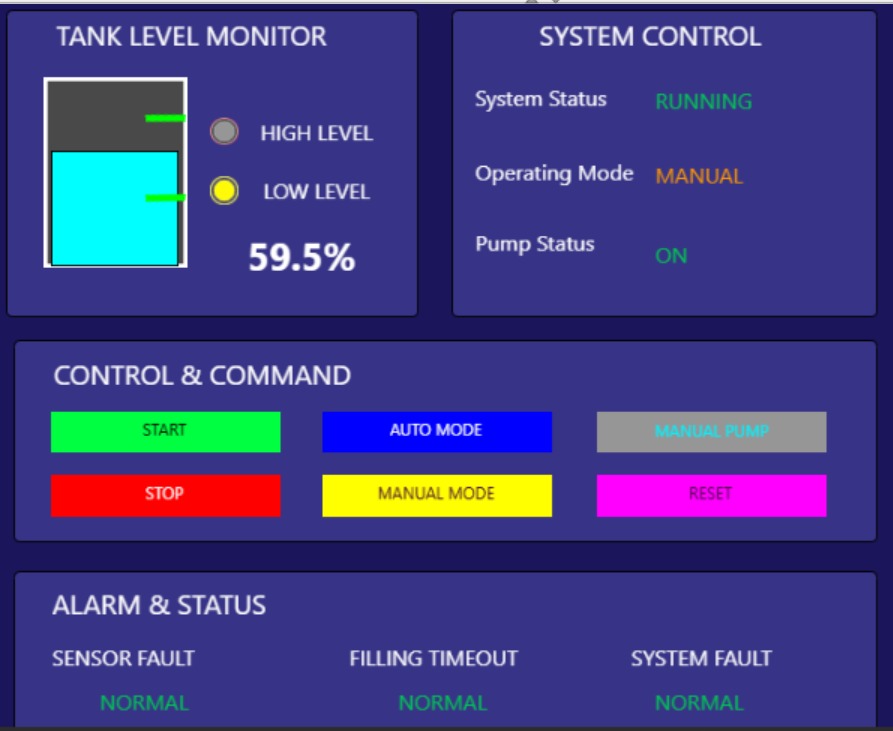 TANK LEVEL MONITOR
HIGH LEVEL
LOW LEVEL
59.5%
SYSTEM CONTROL
System Status RUNNING
Operating Mode MANUAL
Pump Status ON
CONTROL & COMMAND
START AUTO MODE MANUAL PUMP
STOP MANUAL MODE RESET
ALARM & STATUS
SENSOR FAULT FILLING TIMEOUT SYSTEM FAULT
NORMAL NORMAL NORMAL